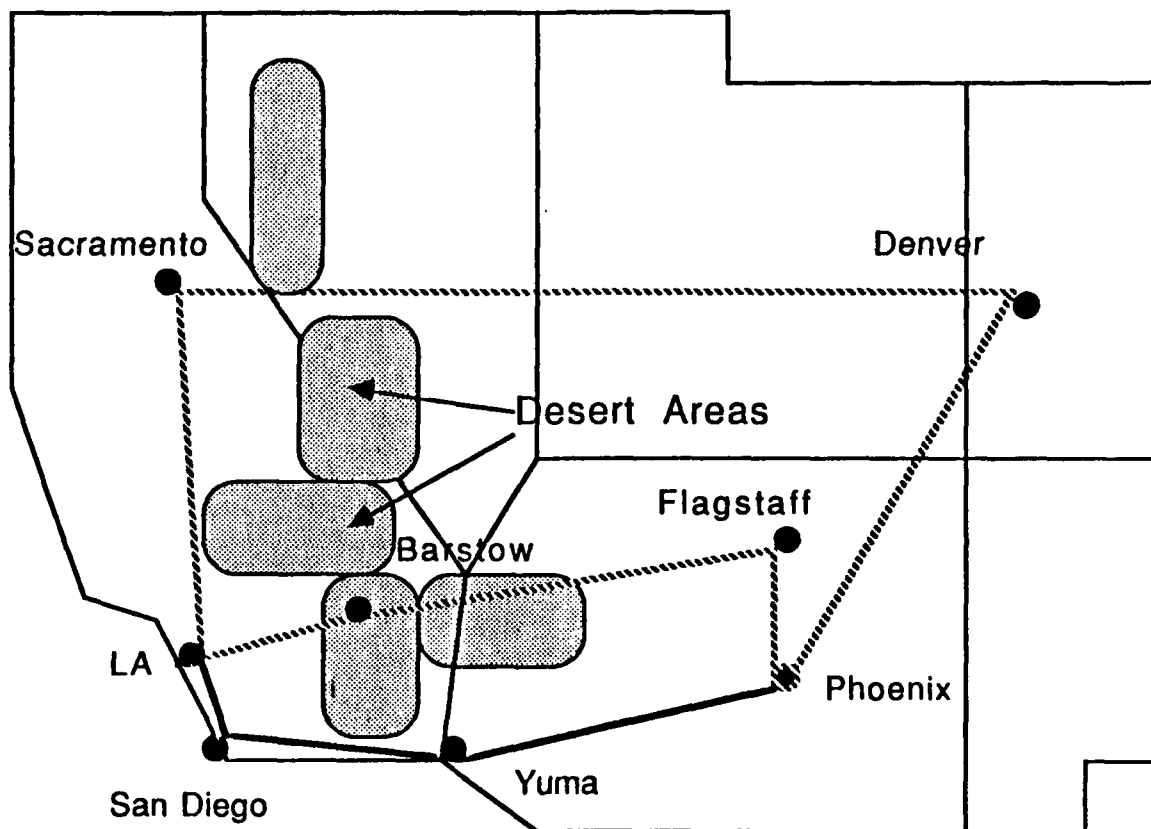 Sacramento
Denver
Desert Areas
Flagstaff
Barstow
LA
Phoenix
Yuma
San Diego